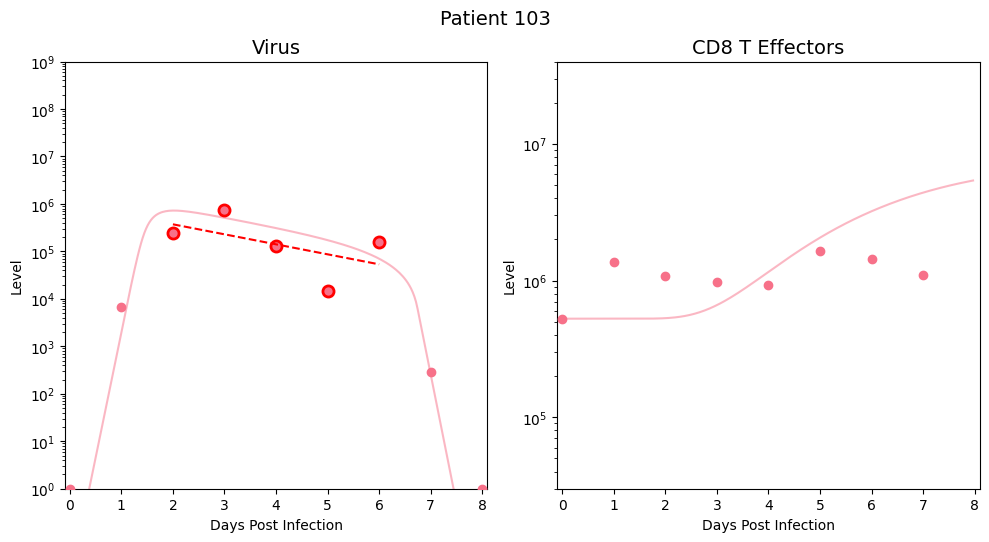 Patient 103
Virus
CD8 T Effectors
Level
10^9
10^8
10^7
10^6
10^5
10^4
10^3
10^2
10^1
10^0
0 1 2 3 4 5 6 7 8
Days Post Infection
Level
10^7
10^6
10^5
0 1 2 3 4 5 6 7 8
Days Post Infection